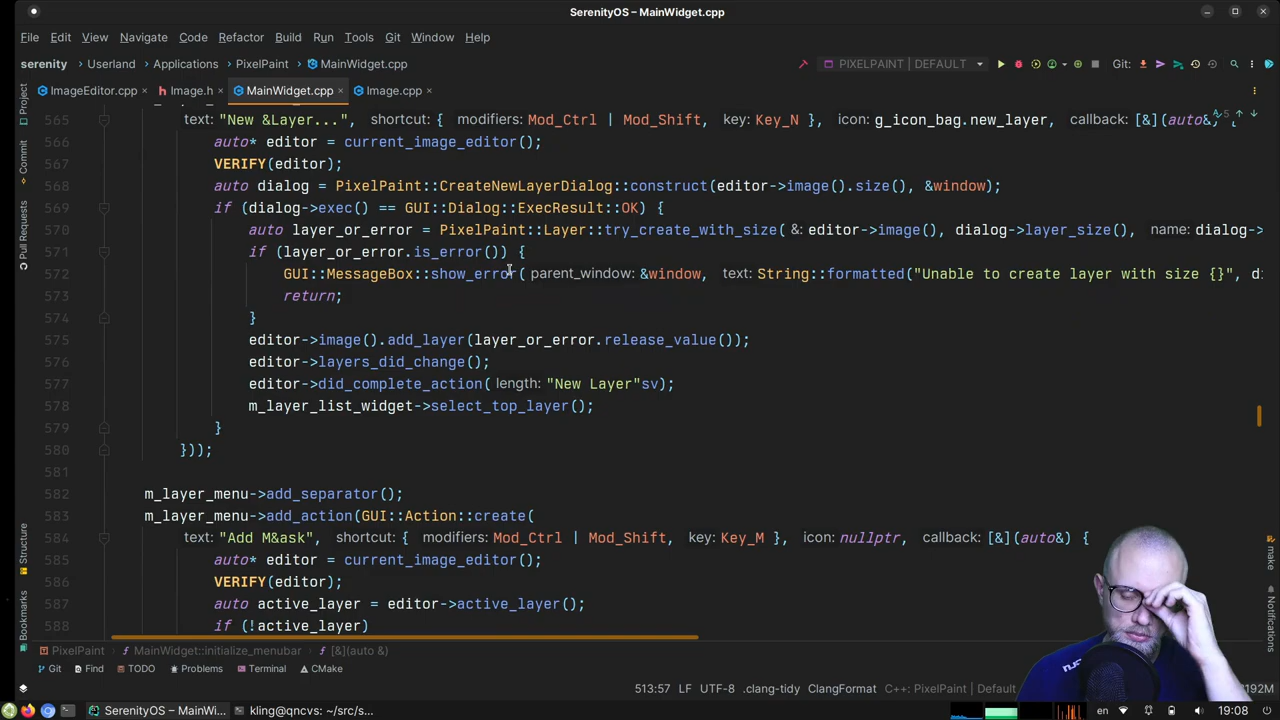 SerenityOS – MainWidget.cpp
File Edit View Navigate Code Refactor Build Run Tools Git Window Help
serenity Userland Applications PixelPaint MainWidget.cpp PIXELPAINT | DEFAULT Git:
ImageEditor.cpp Image.h MainWidget.cpp Image.cpp
Project
Commit
Pull Requests
Structure
Bookmarks
make
Notifications
565 text: "New &Layer...", shortcut: { modifiers: Mod_Ctrl | Mod_Shift, key: Key_N }, icon: g_icon_bag.new_layer, callback: [&](auto&) 5
566 auto* editor = current_image_editor();
567 VERIFY(editor);
568 auto dialog = PixelPaint::CreateNewLayerDialog::construct(editor->image().size(), &window);
569 if (dialog->exec() == GUI::Dialog::ExecResult::OK) {
570 auto layer_or_error = PixelPaint::Layer::try_create_with_size( &: editor->image(), dialog->layer_size(), name: dialog->
571 if (layer_or_error.is_error()) {
572 GUI::MessageBox::show_error( parent_window: &window, text: String::formatted("Unable to create layer with size {}", di
573 return;
574 }
575 editor->image().add_layer(layer_or_error.release_value());
576 editor->layers_did_change();
577 editor->did_complete_action( length: "New Layer"sv);
578 m_layer_list_widget->select_top_layer();
579 }
580 }));
581
582 m_layer_menu->add_separator();
583 m_layer_menu->add_action(GUI::Action::create(
584 text: "Add M&ask", shortcut: { modifiers: Mod_Ctrl | Mod_Shift, key: Key_M }, icon: nullptr, callback: [&](auto&) {
585 auto* editor = current_image_editor();
586 VERIFY(editor);
587 auto active_layer = editor->active_layer();
588 if (!active_layer)
PixelPaint MainWidget::initialize_menubar [&](auto &)
Git Find TODO Problems Terminal CMake
513:57 LF UTF-8 .clang-tidy ClangFormat C++: PixelPaint | Default
SerenityOS – MainWi... kling@qncvs: ~/src/s... en 19:08